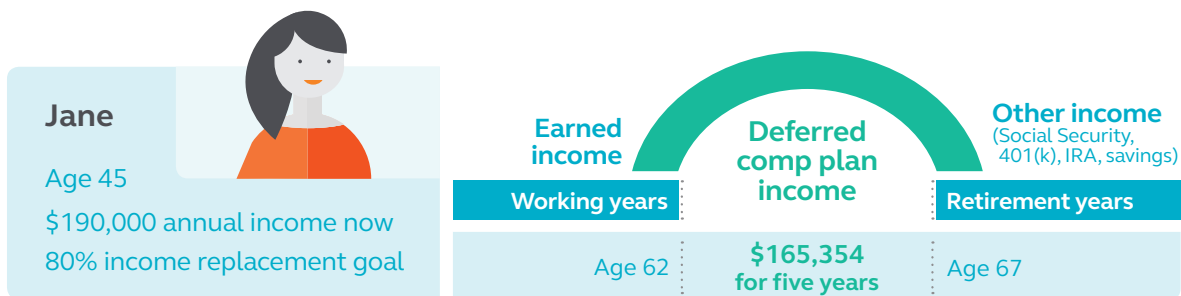 Jane
Age 45
$190,000 annual income now
80% income replacement goal
Earned
income
Deferred
comp plan
income
Other income
(Social Security,
401(k), IRA, savings)
Working years
Retirement years
Age 62
$165,354
for five years
Age 67